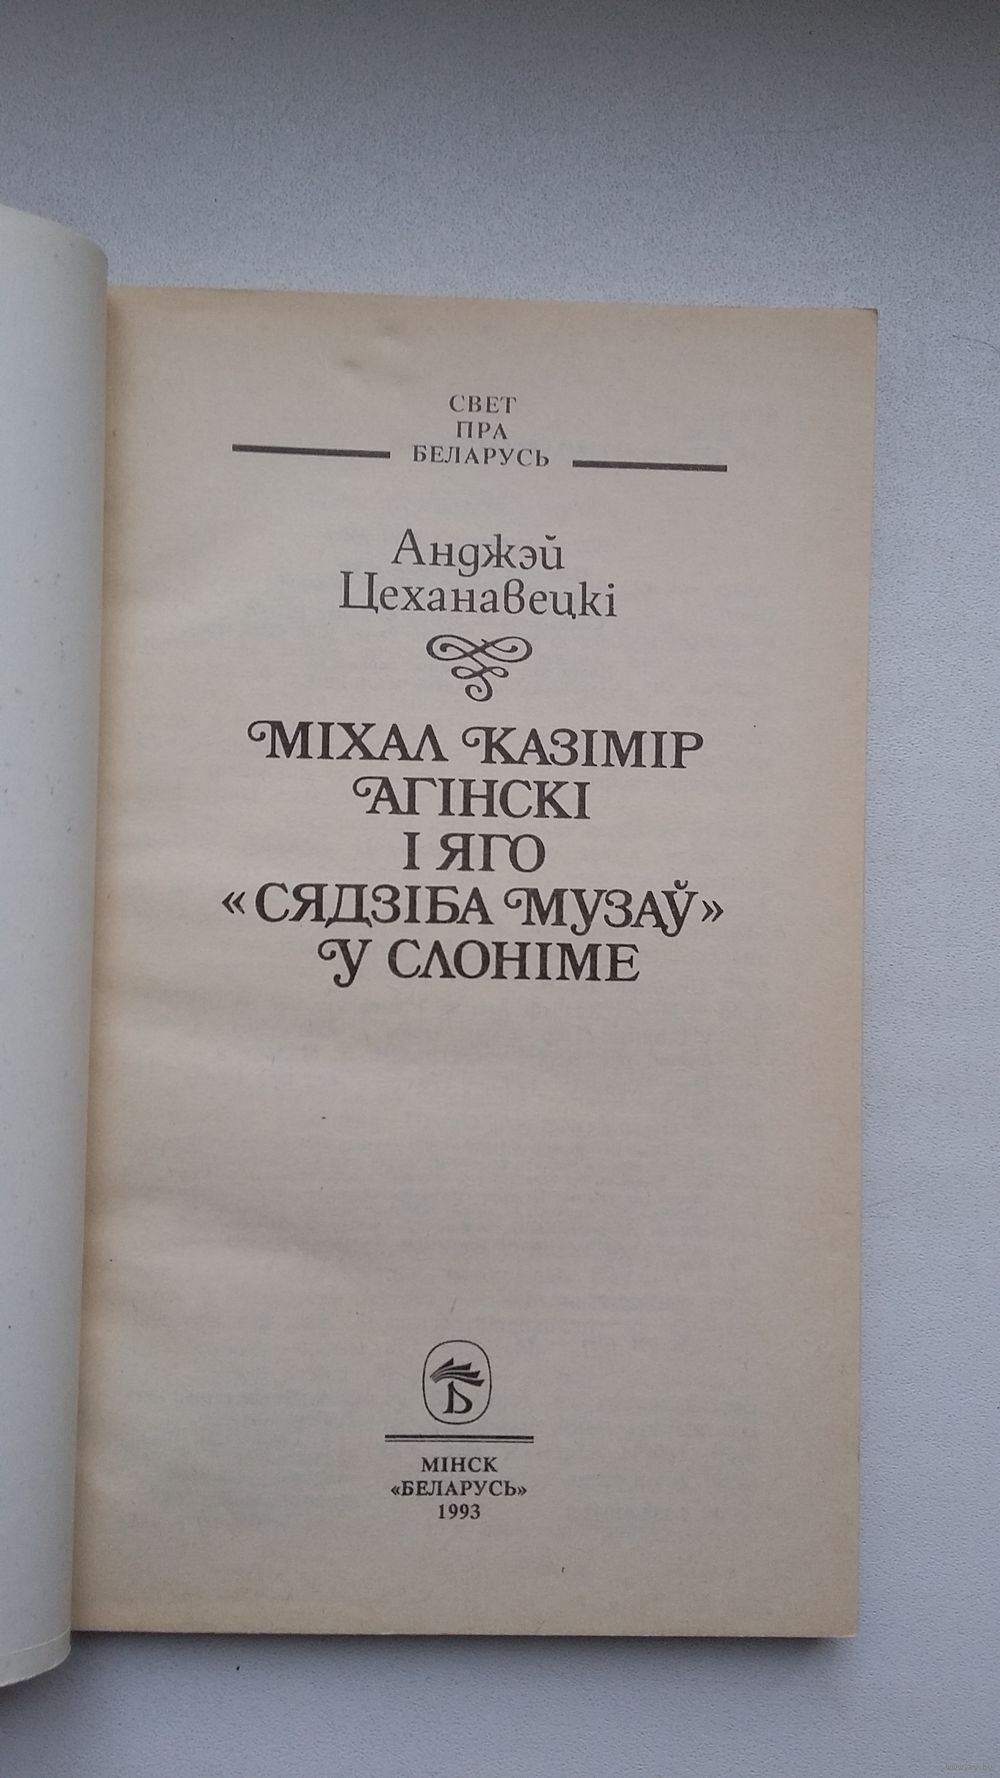 СВЕТ
ПРА
БЕЛАРУСЬ
Анджэй
Цеханавецкі
МІХАЛ КАЗІМІР
АГІНСКІ
І ЯГО
«СЯДЗІБА МУЗАЎ»
У СЛОНІМЕ
Б
МІНСК
«БЕЛАРУСЬ»
1993